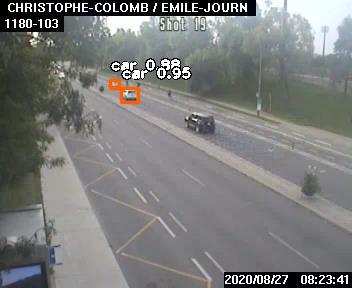 CHRISTOPHE-COLOMB / EMILE-JOURN
1180-103
Shot 19
car 0.88
car 0.95
2020/08/27 08:23:41